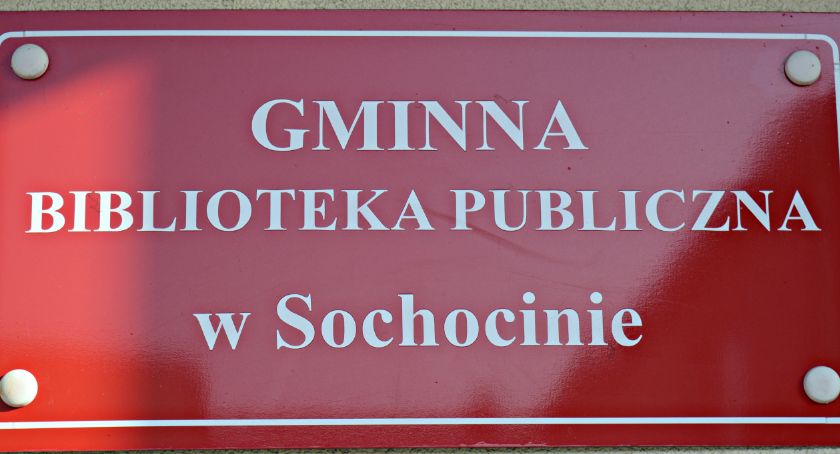 GMINNA
BIBLIOTEKA PUBLICZNA
w Sochocinie